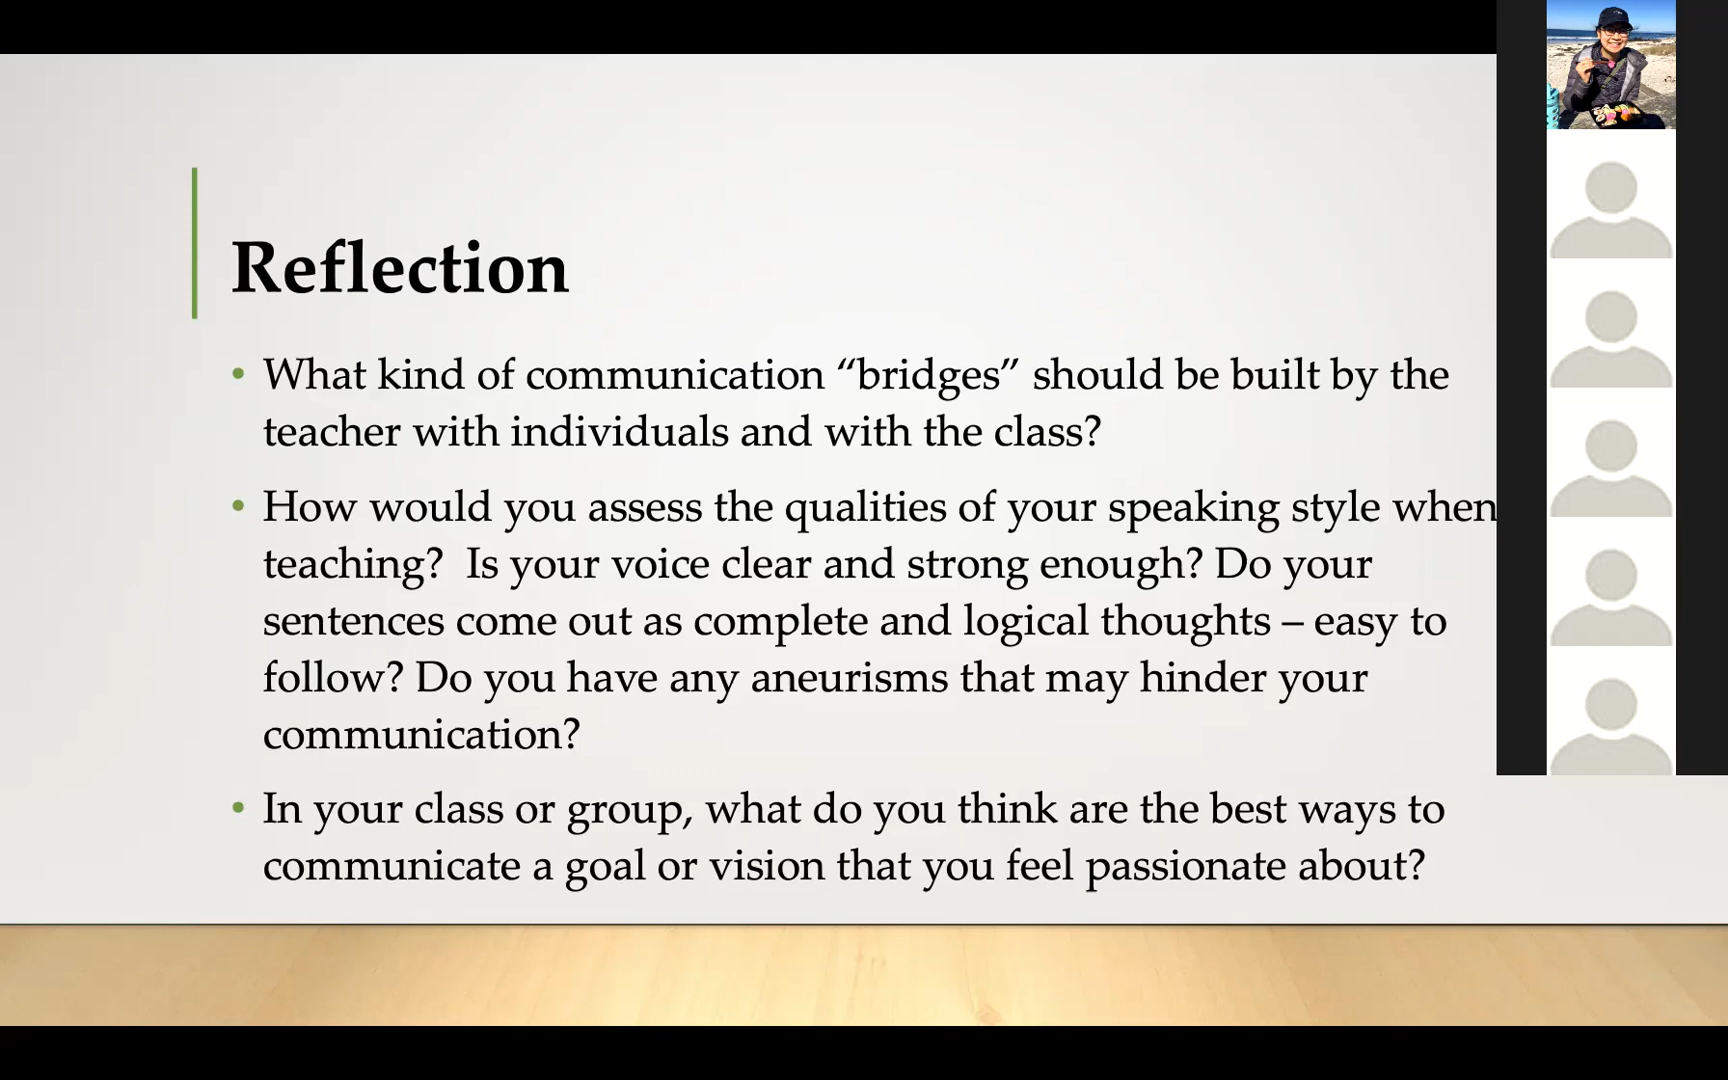 Reflection
• What kind of communication “bridges” should be built by the
teacher with individuals and with the class?
• How would you assess the qualities of your speaking style when
teaching?  Is your voice clear and strong enough? Do your
sentences come out as complete and logical thoughts – easy to
follow? Do you have any aneurisms that may hinder your
communication?
• In your class or group, what do you think are the best ways to
communicate a goal or vision that you feel passionate about?